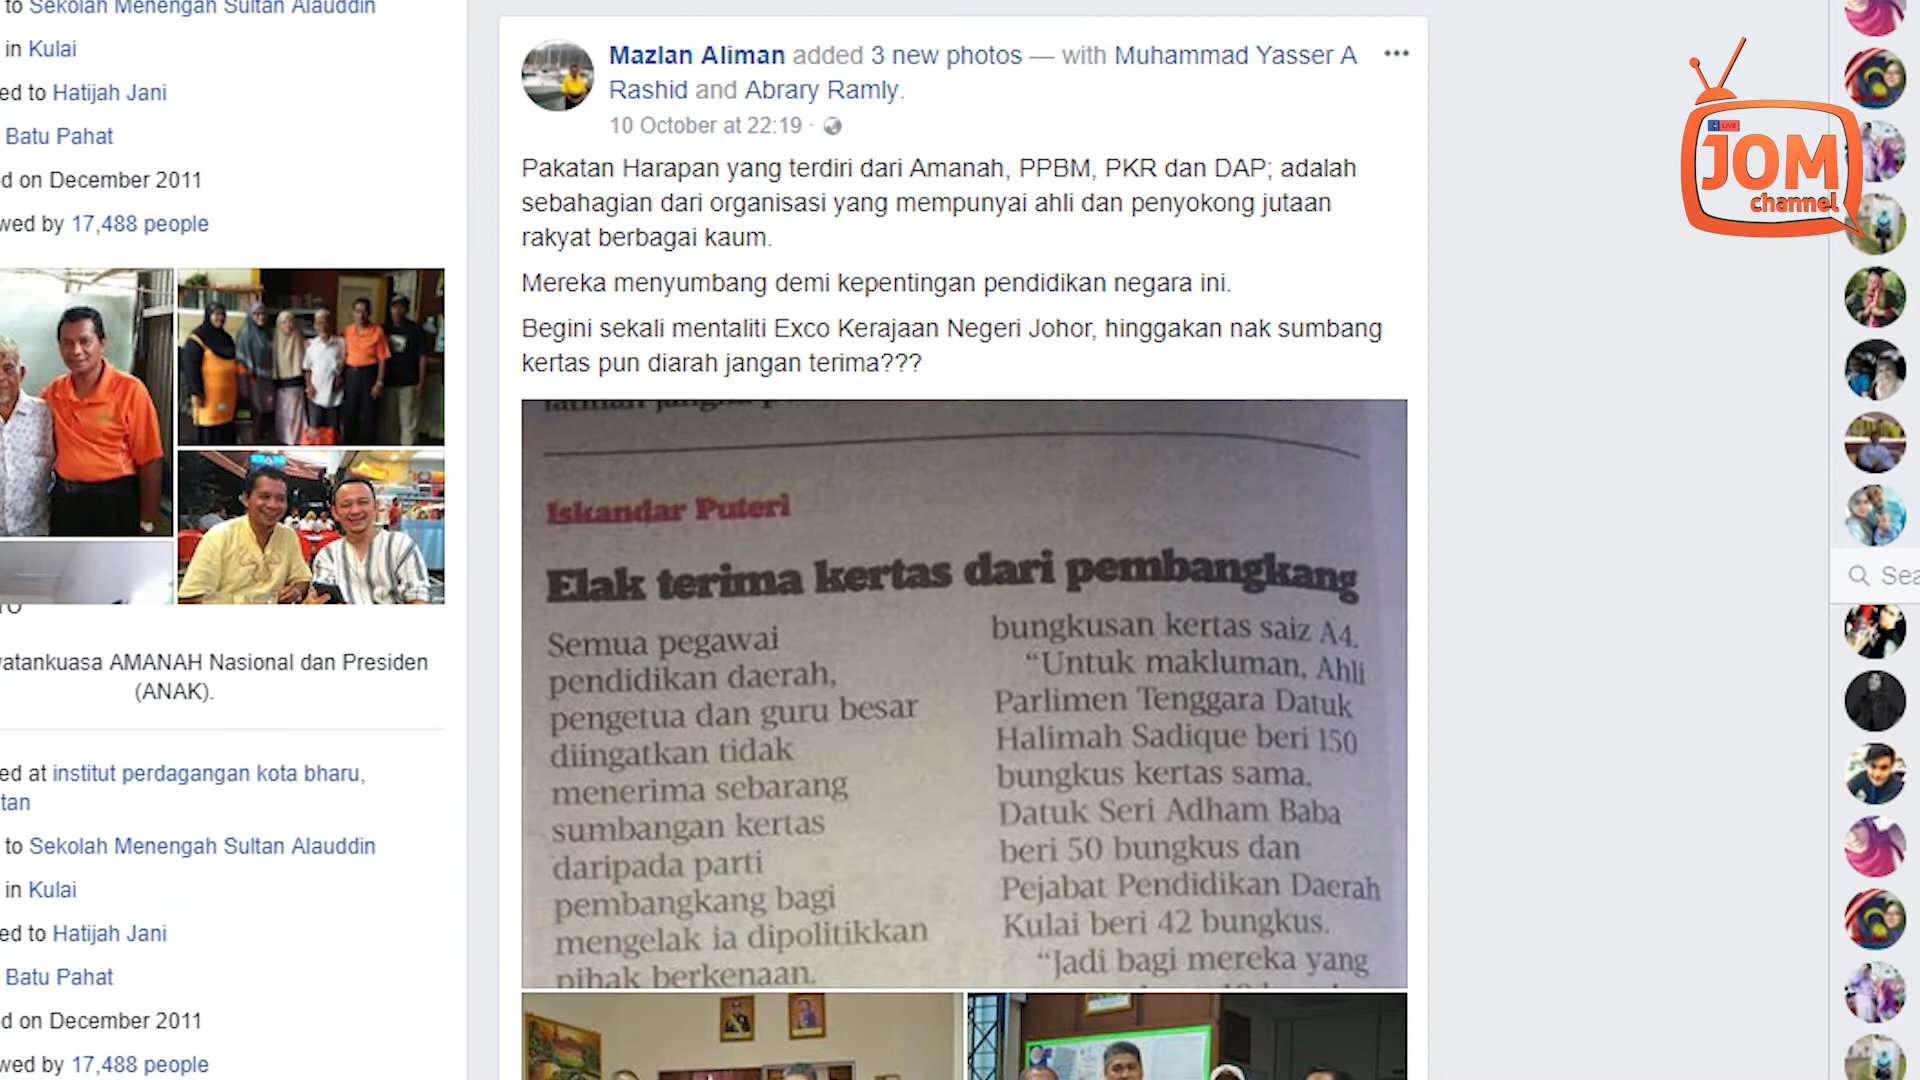 to Sekolah Menengah Sultan Alauddin
in Kulai
ed to Hatijah Jani
Batu Pahat
d on December 2011
wed by 17,488 people
watankuasa AMANAH Nasional dan Presiden
(ANAK).
ed at institut perdagangan kota bharu,
tan
to Sekolah Menengah Sultan Alauddin
in Kulai
ed to Hatijah Jani
Batu Pahat
d on December 2011
wed by 17,488 people
Mazlan Aliman added 3 new photos — with Muhammad Yasser A
Rashid and Abrary Ramly.
10 October at 22:19 ·
Pakatan Harapan yang terdiri dari Amanah, PPBM, PKR dan DAP; adalah
sebahagian dari organisasi yang mempunyai ahli dan penyokong jutaan
rakyat berbagai kaum.
Mereka menyumbang demi kepentingan pendidikan negara ini.
Begini sekali mentaliti Exco Kerajaan Negeri Johor, hinggakan nak sumbang
kertas pun diarah jangan terima???
Iskandar Puteri
Elak terima kertas dari pembangkang
Semua pegawai
pendidikan daerah,
pengetua dan guru besar
diingatkan tidak
menerima sebarang
sumbangan kertas
daripada parti
pembangkang bagi
mengelak ia dipolitikkan
pihak berkenaan.
bungkusan kertas saiz A4.
“Untuk makluman, Ahli
Parlimen Tenggara Datuk
Halimah Sadique beri 150
bungkus kertas sama,
Datuk Seri Adham Baba
beri 50 bungkus dan
Pejabat Pendidikan Daerah
Kulai beri 42 bungkus.
“Jadi bagi mereka yang
LIVE
JOM
channel
Sea